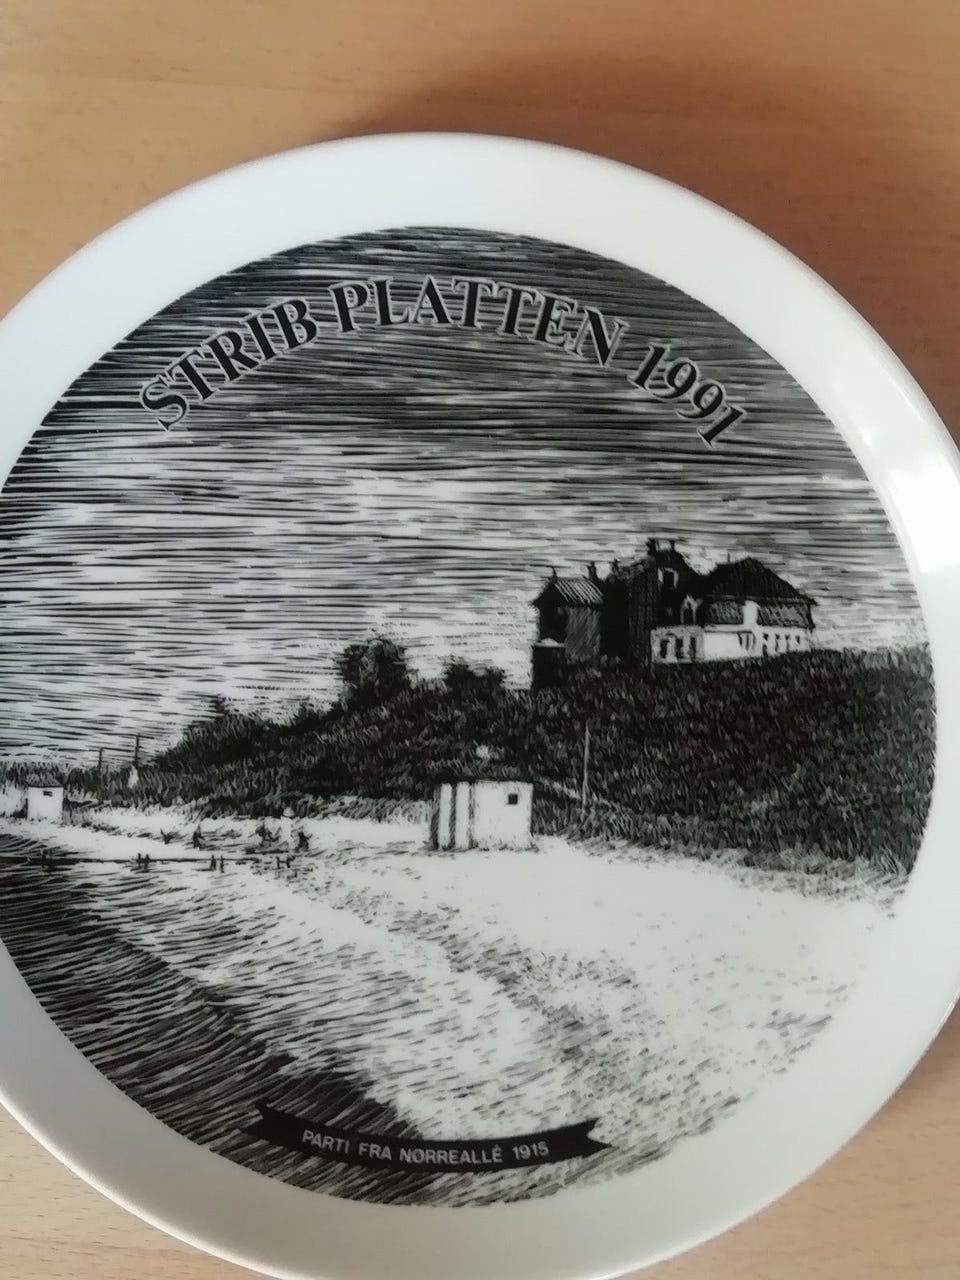 STRIB PLATTEN 1991
PARTI FRA NØRREALLÉ 1915